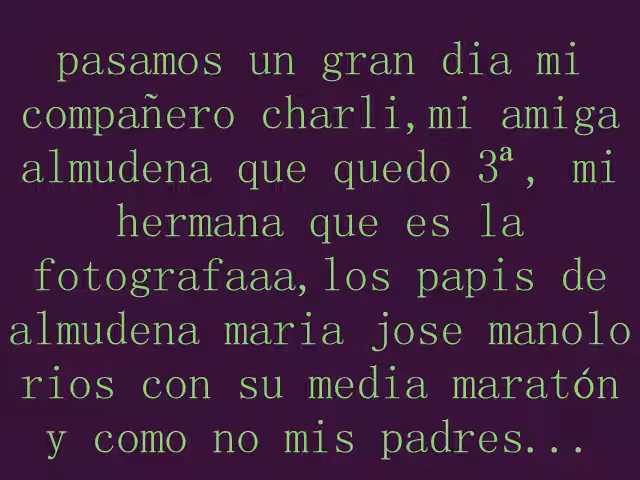 pasamos un gran dia mi
compañero charli,mi amiga
almudena que quedo 3ª, mi
hermana que es la
fotografaaa,los papis de
almudena maria jose manolo
rios con su media maratón
y como no mis padres...